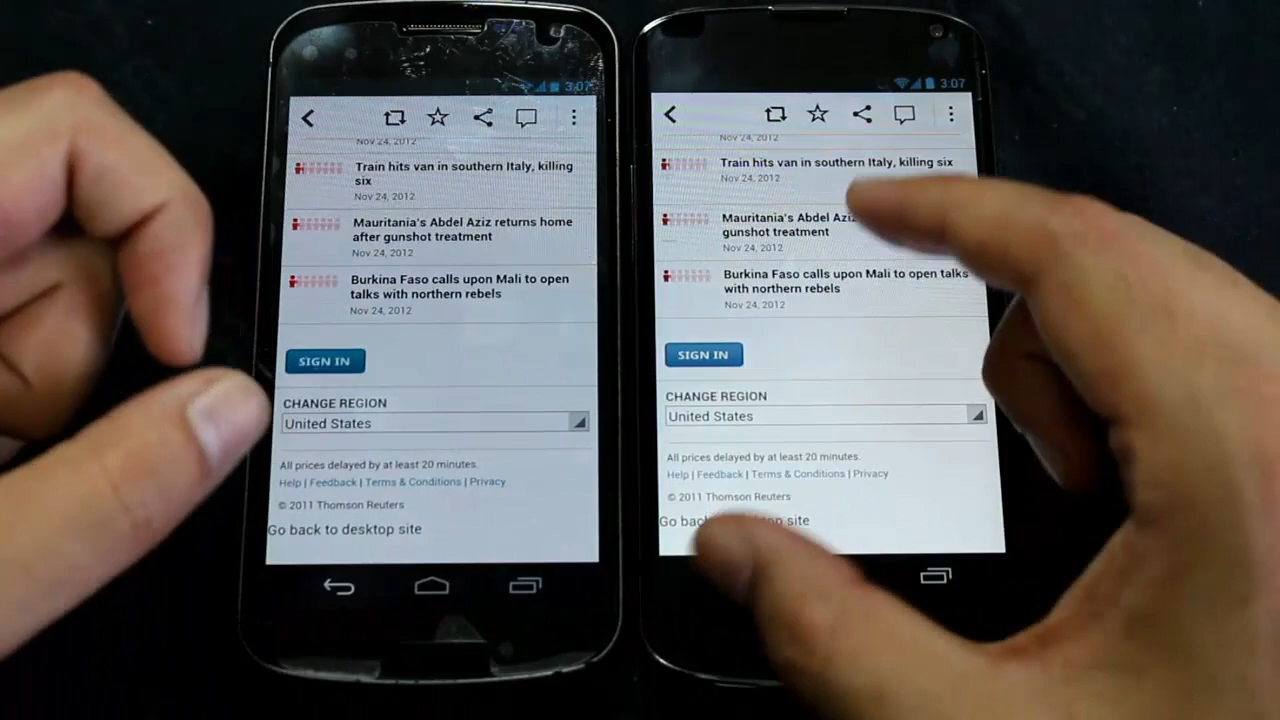 3:07
Nov 24, 2012
Train hits van in southern Italy, killing
six
Nov 24, 2012
Mauritania's Abdel Aziz returns home
after gunshot treatment
Nov 24, 2012
Burkina Faso calls upon Mali to open
talks with northern rebels
Nov 24, 2012
SIGN IN
CHANGE REGION
United States
All prices delayed by at least 20 minutes.
Help | Feedback | Terms & Conditions | Privacy
© 2011 Thomson Reuters
Go back to desktop site
3:07
Nov 24, 2012
Train hits van in southern Italy, killing six
Nov 24, 2012
Mauritania's Abdel
gunshot treatment
Nov 24, 2012
Burkina Faso calls upon Mali to open talks
with northern rebels
Nov 24, 2012
SIGN IN
CHANGE REGION
United States
All prices delayed by at least 20 minutes.
Help | Feedback | Terms & Conditions | Privacy
© 2011 Thomson Reuters
Go back site